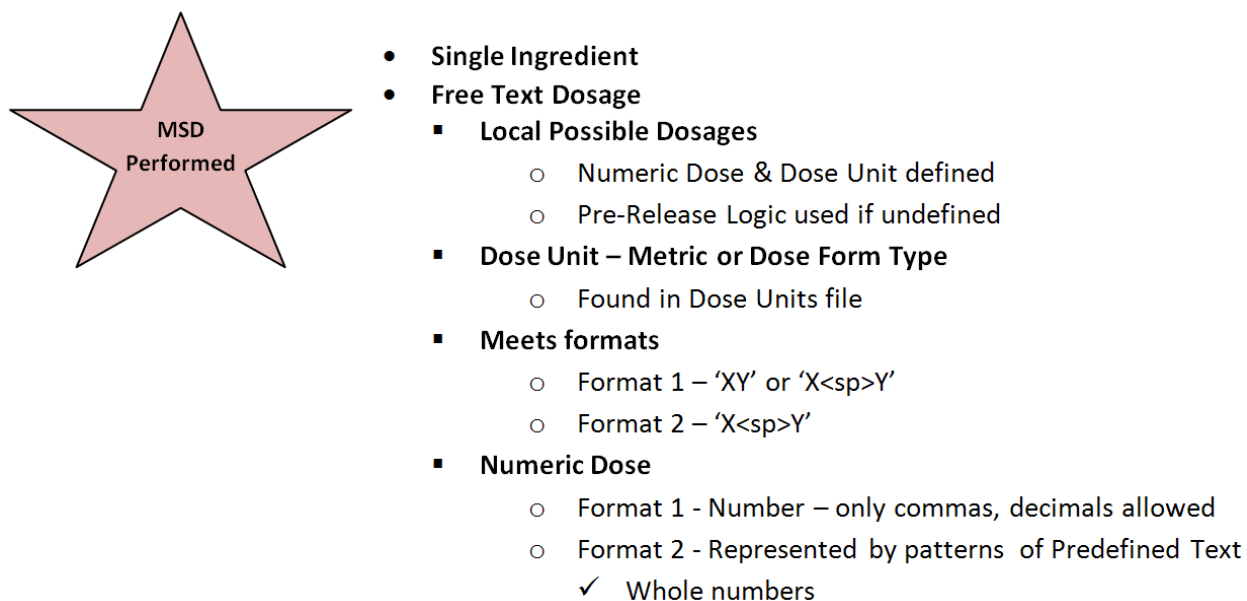 MSD
Performed
• Single Ingredient
• Free Text Dosage
▪ Local Possible Dosages
o Numeric Dose & Dose Unit defined
o Pre-Release Logic used if undefined
▪ Dose Unit – Metric or Dose Form Type
o Found in Dose Units file
▪ Meets formats
o Format 1 – ‘XY’ or ‘X<sp>Y’
o Format 2 – ‘X<sp>Y’
▪ Numeric Dose
o Format 1 - Number – only commas, decimals allowed
o Format 2 - Represented by patterns of Predefined Text
✓ Whole numbers